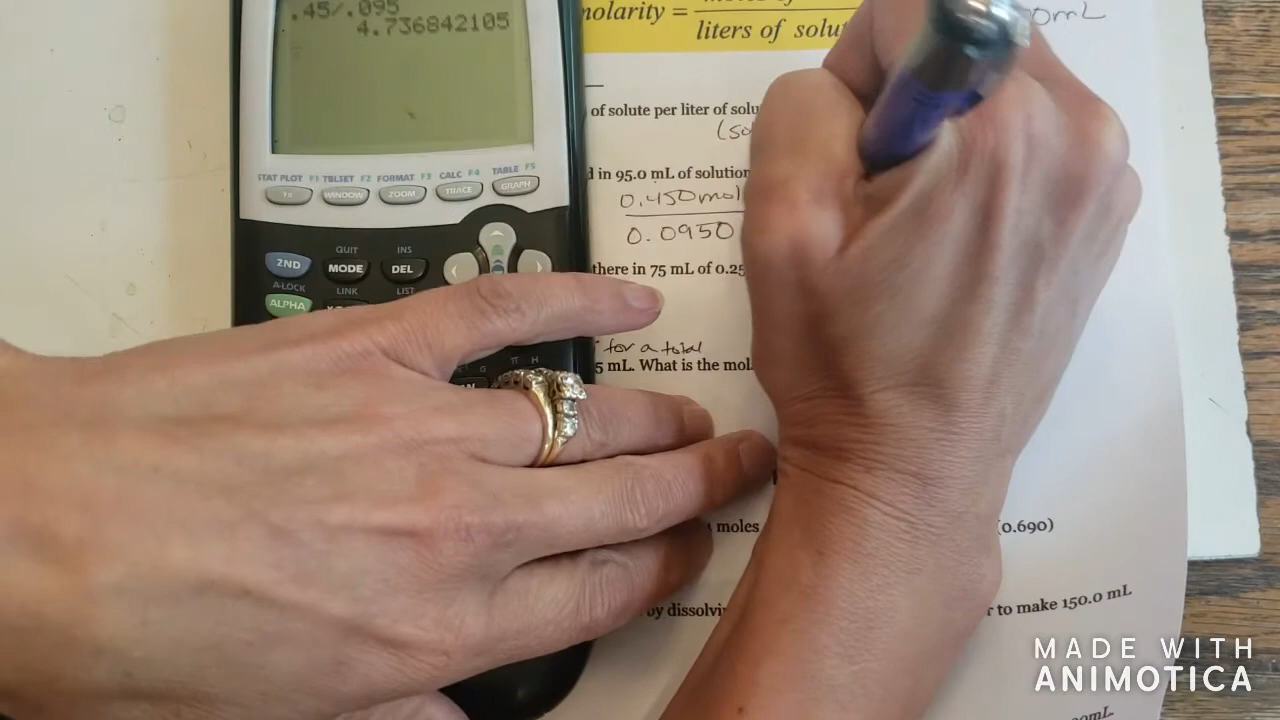 .45/.095
4.736842105
STAT PLOT F1 TBLSET F2 FORMAT F3 CALC F4 TABLE F5
Y= WINDOW ZOOM TRACE GRAPH
QUIT INS
2ND MODE DEL
A-LOCK LINK LIST
ALPHA
molarity =
liters of solut
0mL
of solute per liter of solu
(so
in 95.0 mL of solution
0.450mol
0.0950
there in 75 mL of 0.25
for a total
5 mL. What is the mol
moles (0.690)
by dissolvi r to make 150.0 mL
00mL
MADE WITH
ANIMOTICA